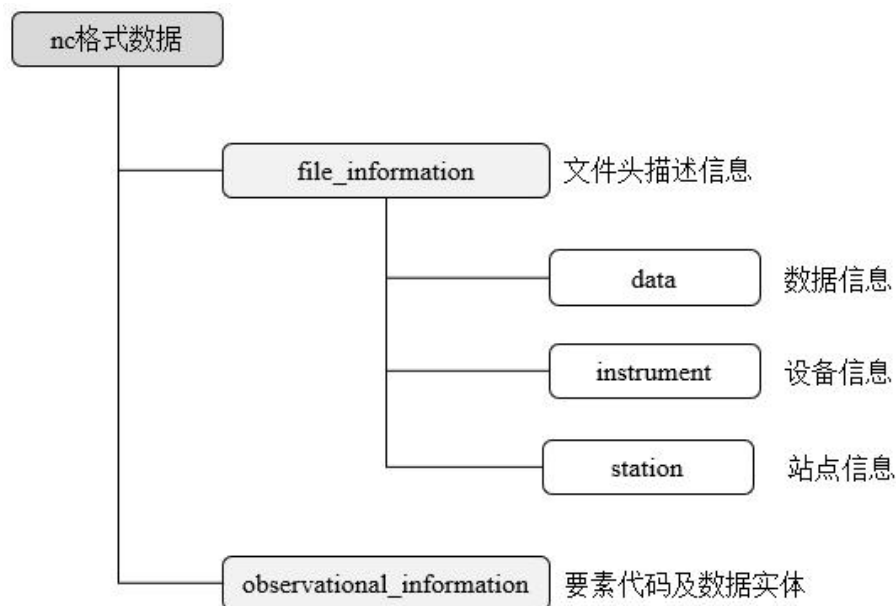 nc格式数据
file_information 文件头描述信息
data 数据信息
instrument 设备信息
station 站点信息
observational_information 要素代码及数据实体